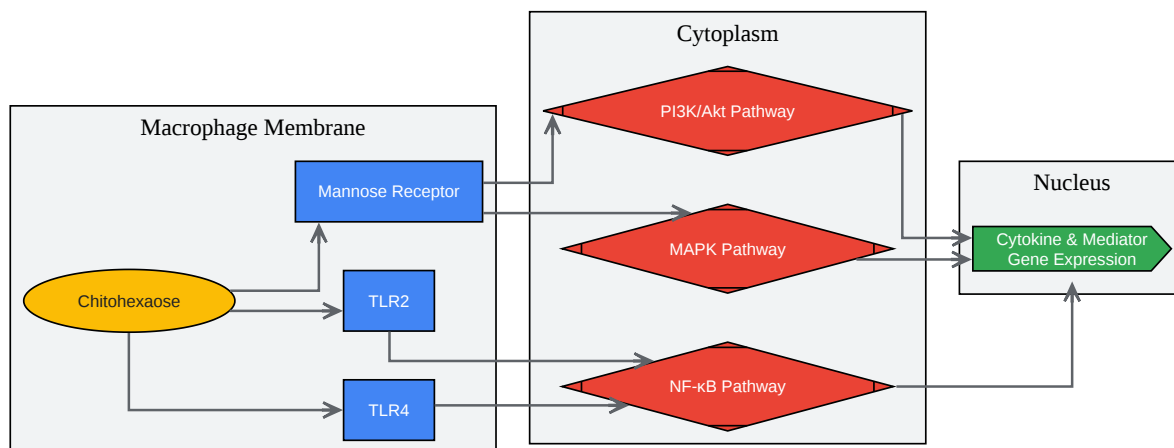 Macrophage Membrane
Mannose Receptor
Chitohexaose
TLR2
TLR4
Cytoplasm
PI3K/Akt Pathway
MAPK Pathway
NF-κB Pathway
Nucleus
Cytokine & Mediator
Gene Expression